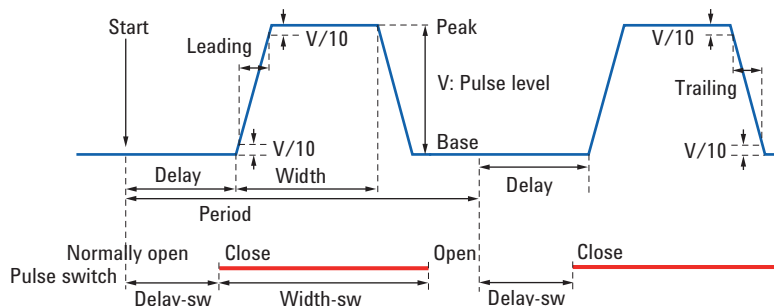 Start
Leading
V/10
Peak
V/10
V: Pulse level
Trailing
V/10
Base
V/10
Delay
Width
Delay
Period
Normally open
Close
Open
Close
Pulse switch
Delay-sw
Width-sw
Delay-sw